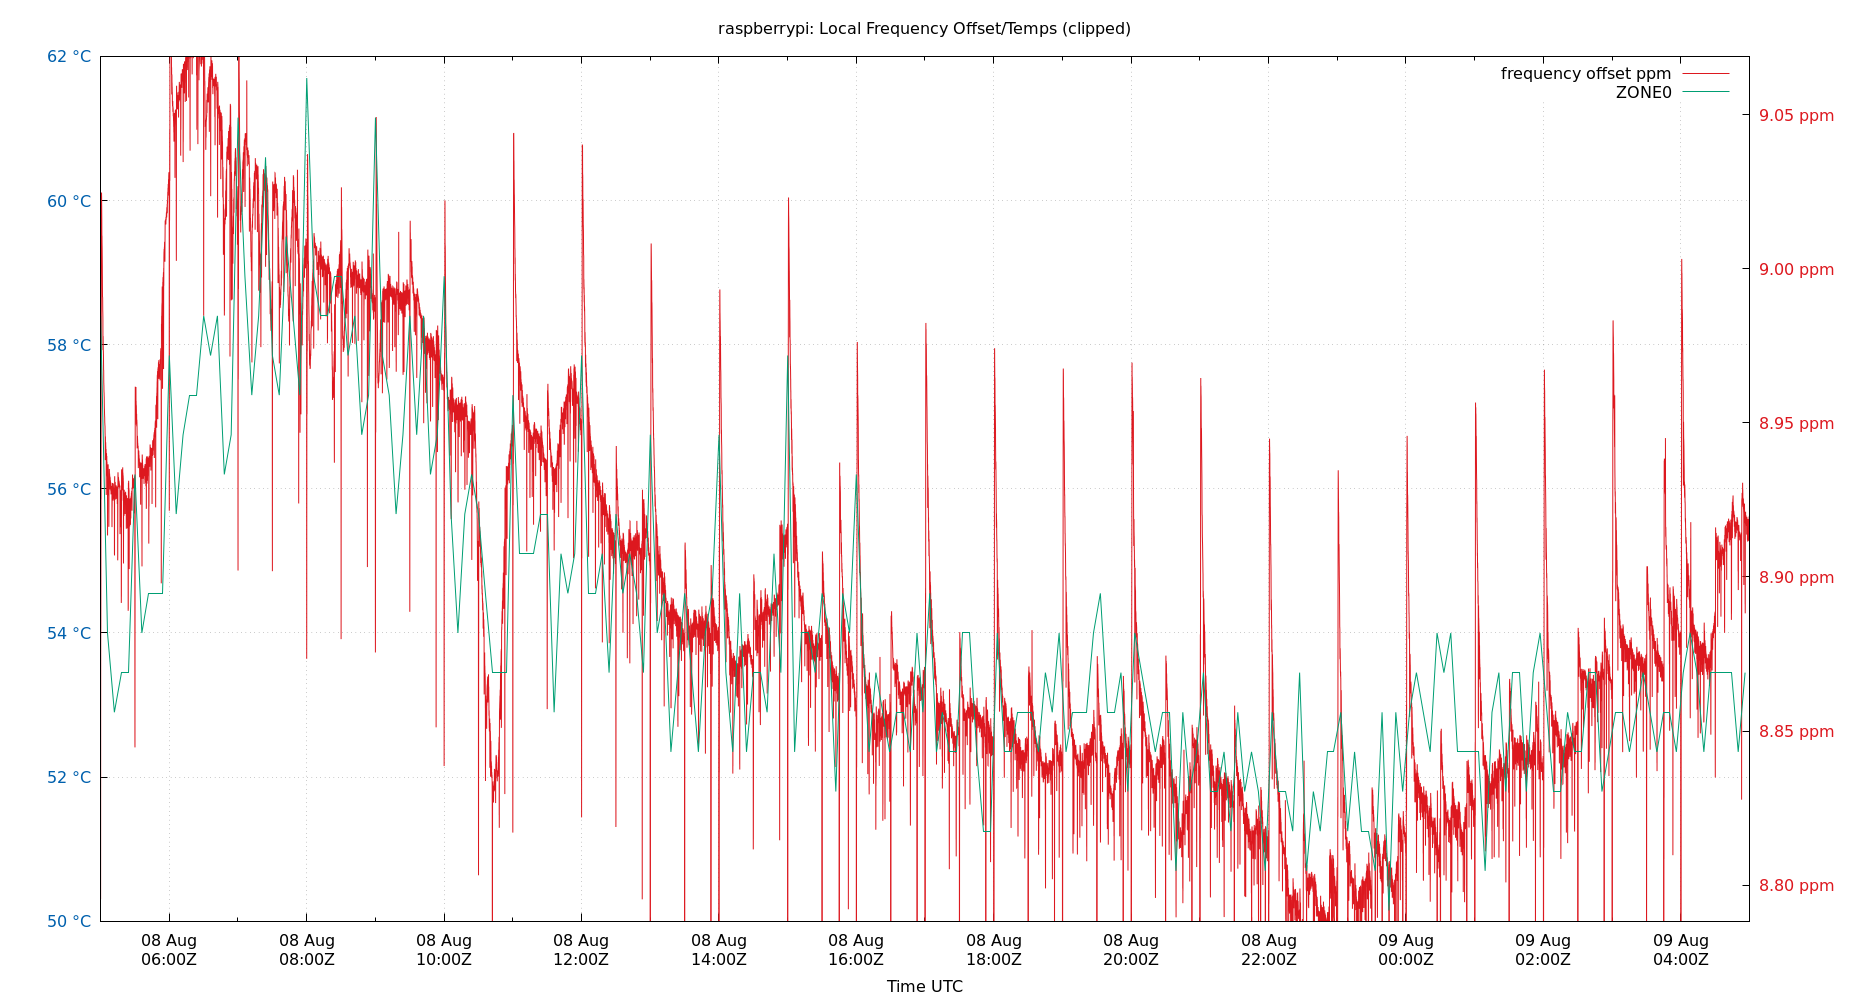 raspberrypi: Local Frequency Offset/Temps (clipped)
frequency offset ppm
ZONE0
62 °C
60 °C
58 °C
56 °C
54 °C
52 °C
50 °C
9.05 ppm
9.00 ppm
8.95 ppm
8.90 ppm
8.85 ppm
8.80 ppm
08 Aug 08 Aug 08 Aug 08 Aug 08 Aug 08 Aug 08 Aug 08 Aug 08 Aug 09 Aug 09 Aug 09 Aug
06:00Z 08:00Z 10:00Z 12:00Z 14:00Z 16:00Z 18:00Z 20:00Z 22:00Z 00:00Z 02:00Z 04:00Z
Time UTC